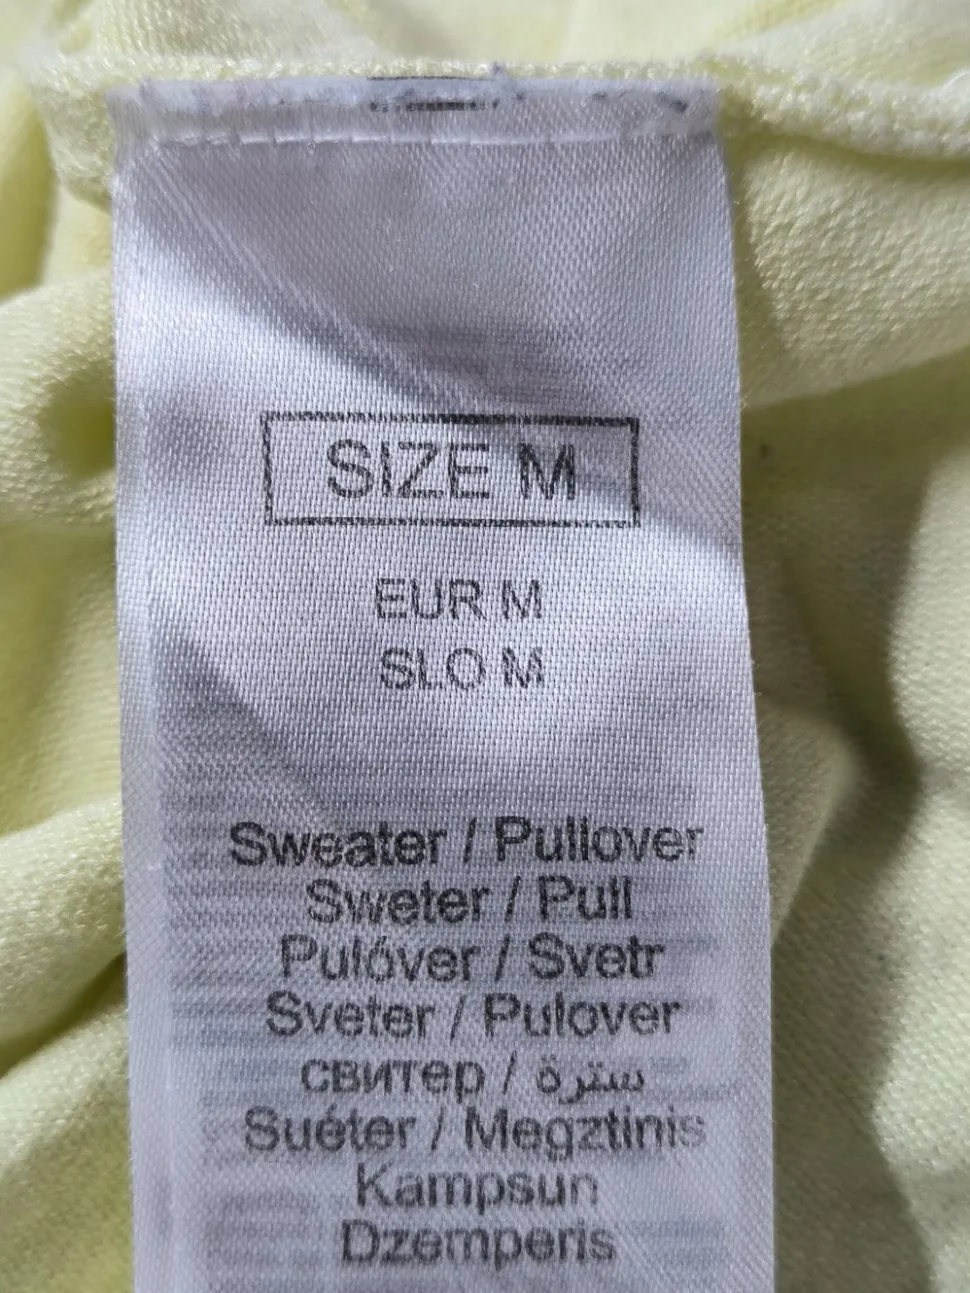 SIZE M
EUR M
SLO M
Sweater / Pullover
Sweter / Pull
Pulóver / Svetr
Sveter / Pulover
свитер / سترة
Suéter / Megztinis
Kampsun
Dzemperis